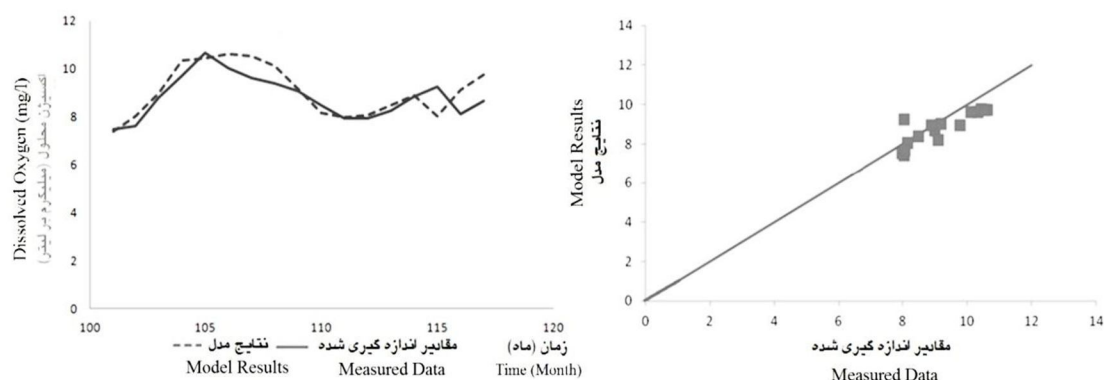 12
10
8
6
4
2
0
Dissolved Oxygen (mg/l)
اکسیژن محلول (میلیگرم بر لیتر)
100
105
110
115
120
نتایج مدل
مقادیر اندازه گیری شده
زمان (ماه)
Model Results
Measured Data
Time (Month)
14
12
10
8
6
4
2
0
Model Results
نتایج مدل
0
2
4
6
8
10
12
14
مقادیر اندازه گیری شده
Measured Data